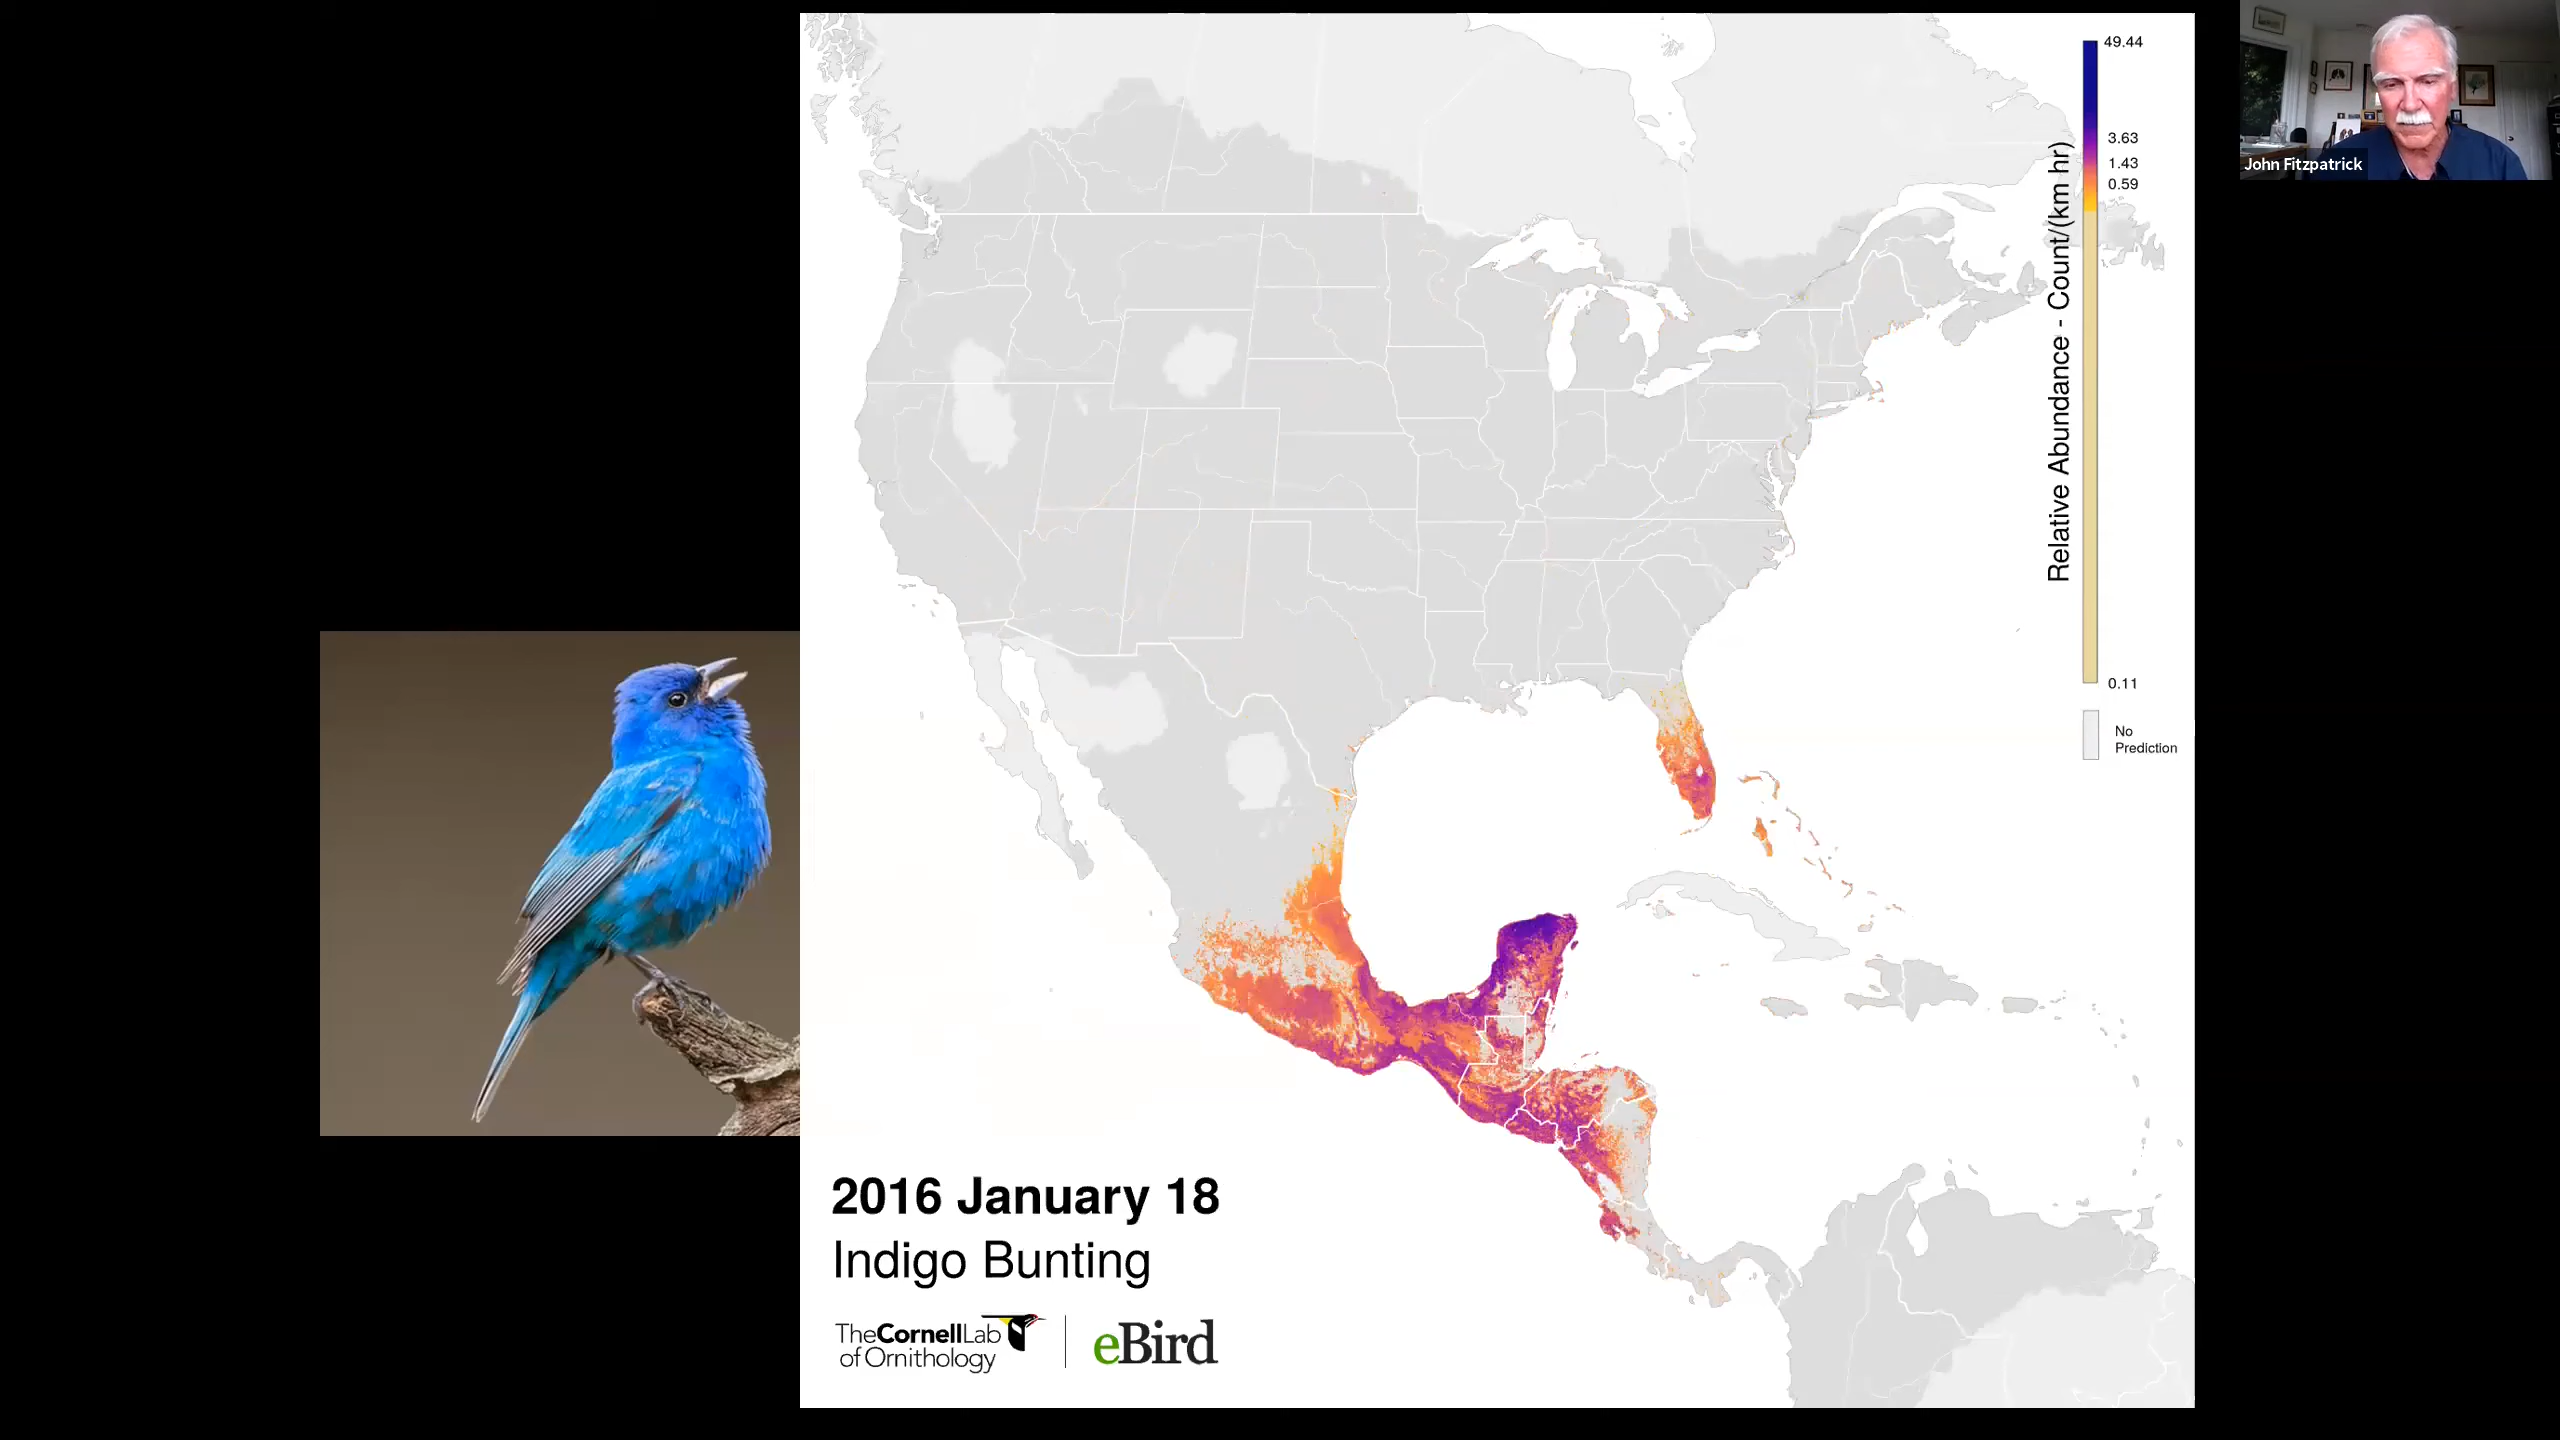 49.44
3.63
1.43
0.59
Relative Abundance - Count/(km hr)
0.11
No
Prediction
John Fitzpatrick
2016 January 18
Indigo Bunting
TheCornellLab
of Ornithology
eBird